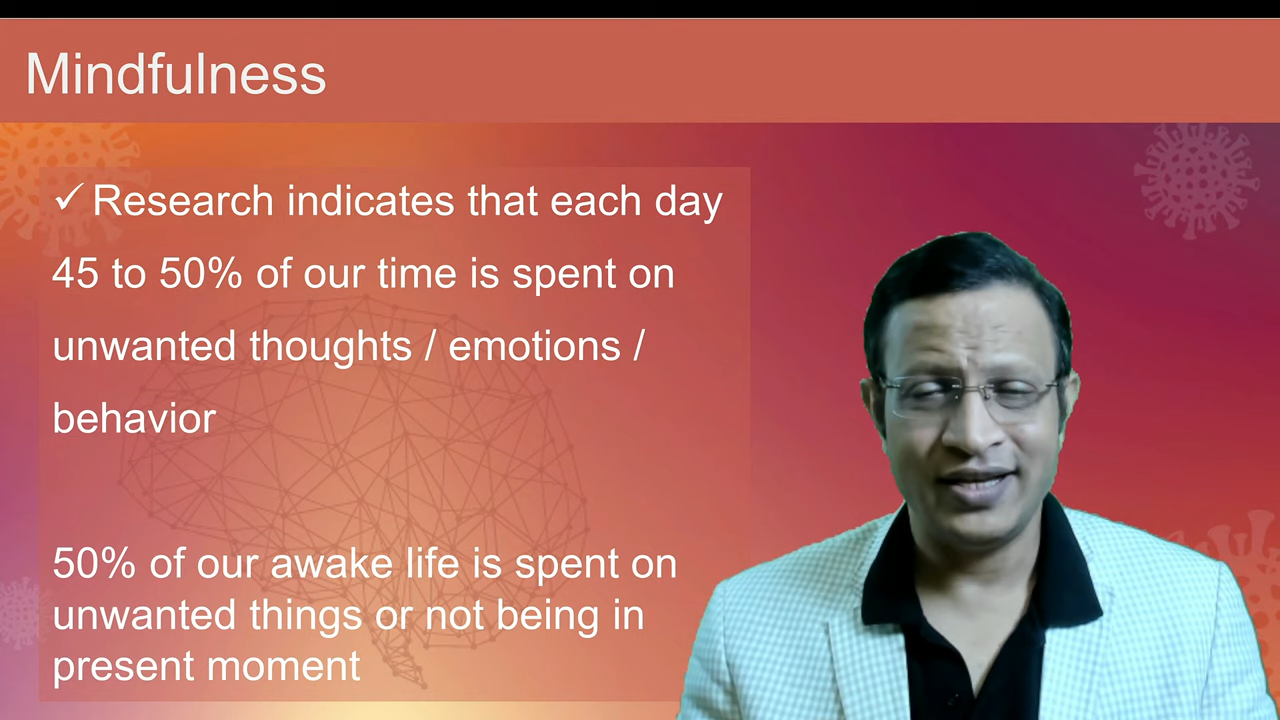 Mindfulness
✓ Research indicates that each day
45 to 50% of our time is spent on
unwanted thoughts / emotions /
behavior
50% of our awake life is spent on
unwanted things or not being in
present moment